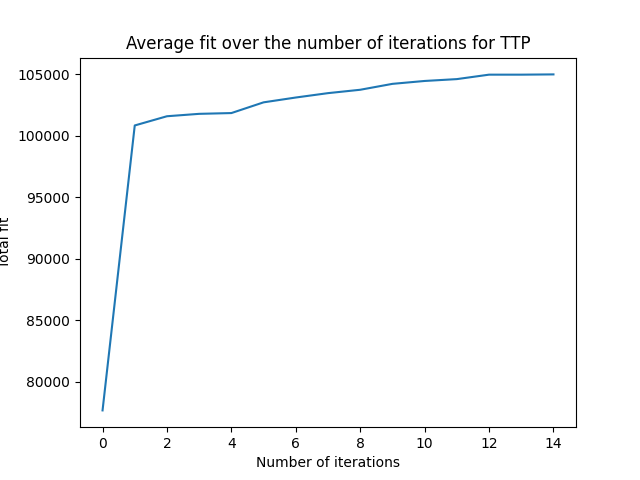 Average fit over the number of iterations for TTP
105000
100000
95000
90000
85000
80000
Total fit
0 2 4 6 8 10 12 14
Number of iterations